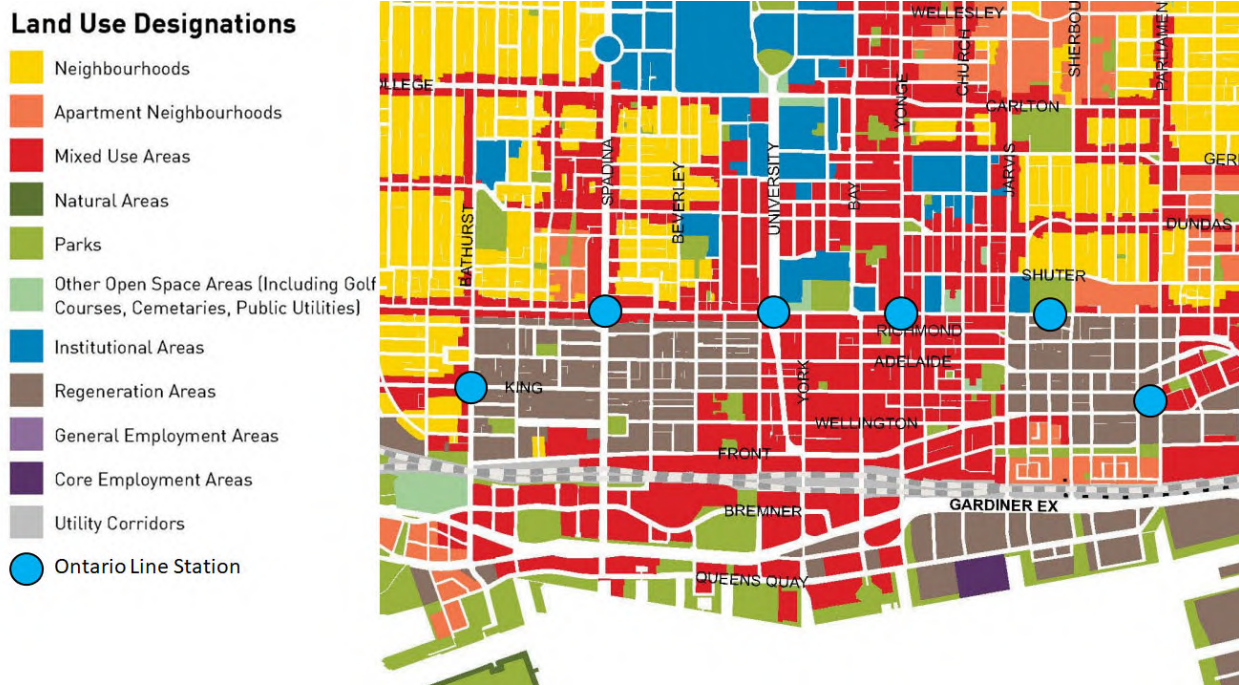 Land Use Designations
Neighbourhoods
Apartment Neighbourhoods
Mixed Use Areas
Natural Areas
Parks
Other Open Space Areas (Including Golf
Courses, Cemetaries, Public Utilities)
Institutional Areas
Regeneration Areas
General Employment Areas
Core Employment Areas
Utility Corridors
Ontario Line Station
WELLESLEY
CHURCH
SHERBOU
PARLIAMEN
LLEGE
YONGE
CARLTON
SPADINA
BEVERLEY
UNIVERSITY
BAY
JARVIS
GER
BATHURST
DUNDAS
SHUTER
RICHMOND
ADELAIDE
KING
YORK
WELLINGTON
FRONT
GARDINER EX
BREMNER
QUEENS QUAY